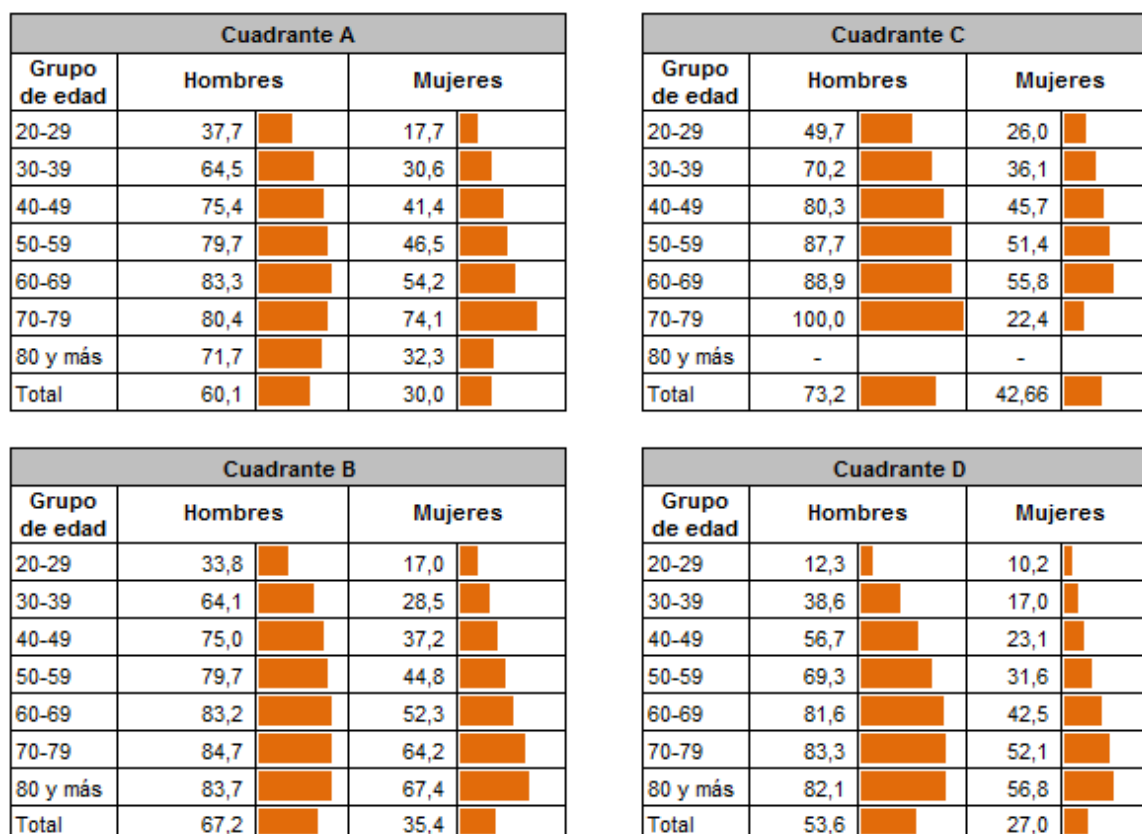 Cuadrante A
Grupo de edad Hombres Mujeres
20-29 37,7 17,7
30-39 64,5 30,6
40-49 75,4 41,4
50-59 79,7 46,5
60-69 83,3 54,2
70-79 80,4 74,1
80 y más 71,7 32,3
Total 60,1 30,0
Cuadrante C
Grupo de edad Hombres Mujeres
20-29 49,7 26,0
30-39 70,2 36,1
40-49 80,3 45,7
50-59 87,7 51,4
60-69 88,9 55,8
70-79 100,0 22,4
80 y más - -
Total 73,2 42,66
Cuadrante B
Grupo de edad Hombres Mujeres
20-29 33,8 17,0
30-39 64,1 28,5
40-49 75,0 37,2
50-59 79,7 44,8
60-69 83,2 52,3
70-79 84,7 64,2
80 y más 83,7 67,4
Total 67,2 35,4
Cuadrante D
Grupo de edad Hombres Mujeres
20-29 12,3 10,2
30-39 38,6 17,0
40-49 56,7 23,1
50-59 69,3 31,6
60-69 81,6 42,5
70-79 83,3 52,1
80 y más 82,1 56,8
Total 53,6 27,0